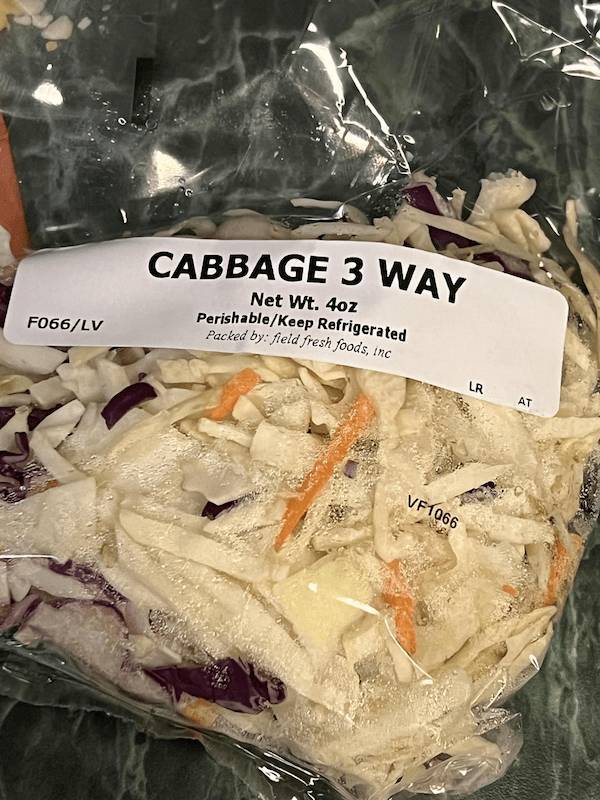 CABBAGE 3 WAY
Net Wt. 4oz
Perishable/Keep Refrigerated
Packed by: field fresh foods, inc
F066/LV
LR AT
VF1066